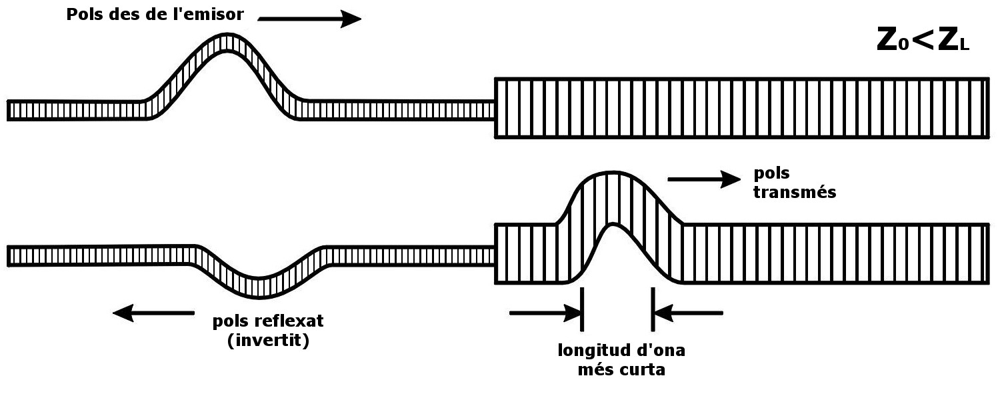 Pols des de l'emisor
Z0<ZL
pols
transmés
pols reflexat
(invertit)
longitud d'ona
més curta